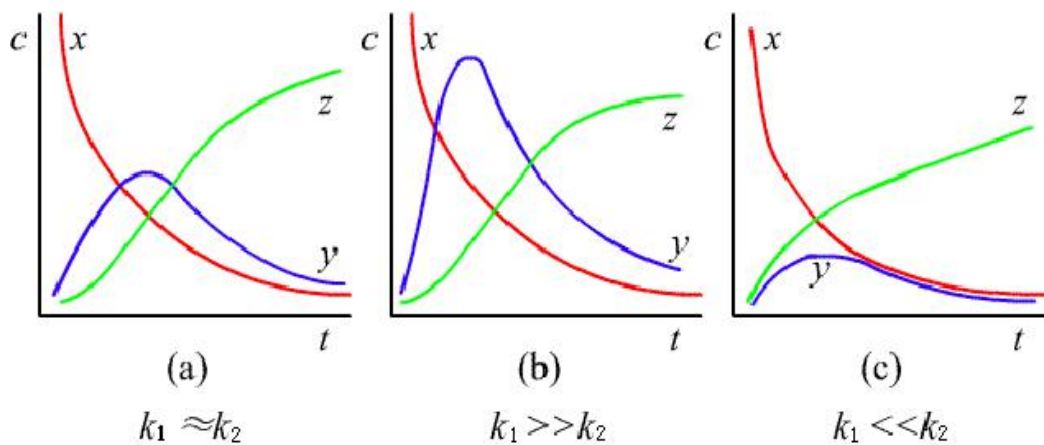 c x z y t
c x z y t
c x z y t
(a) (b) (c)
k₁ ≈k₂ k₁ >>k₂ k₁ <<k₂